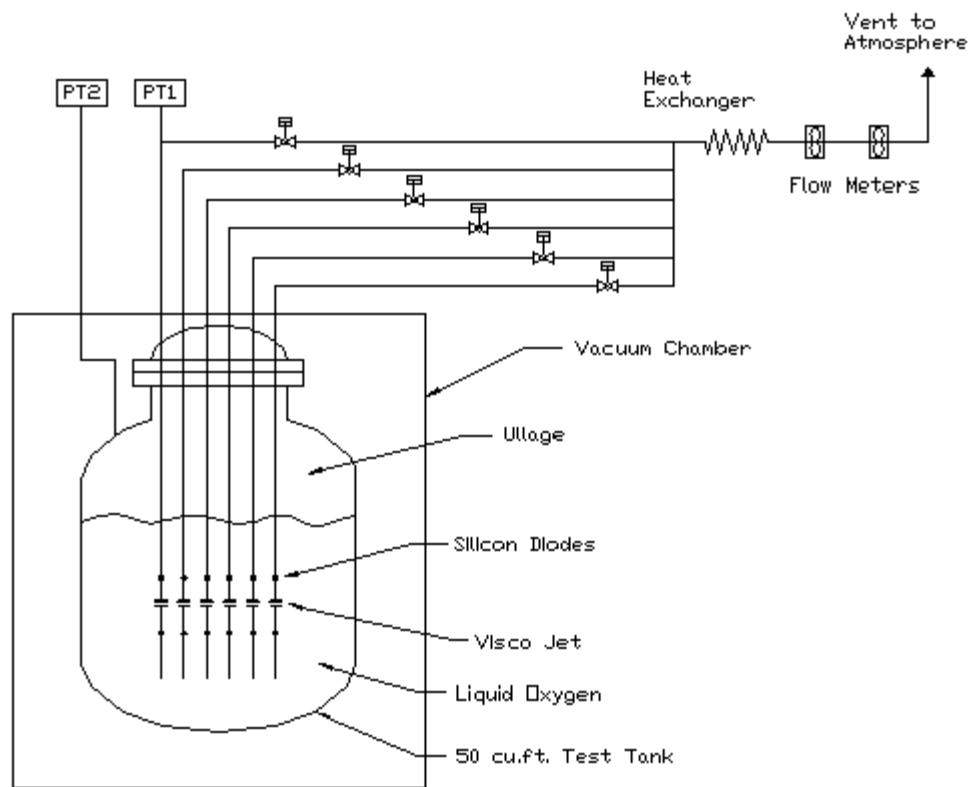 Vent to
Atmosphere
Heat
Exchanger
PT2
PT1
Flow Meters
Vacuum Chamber
Ullage
Silicon Diodes
Visco Jet
Liquid Oxygen
50 cu.ft. Test Tank